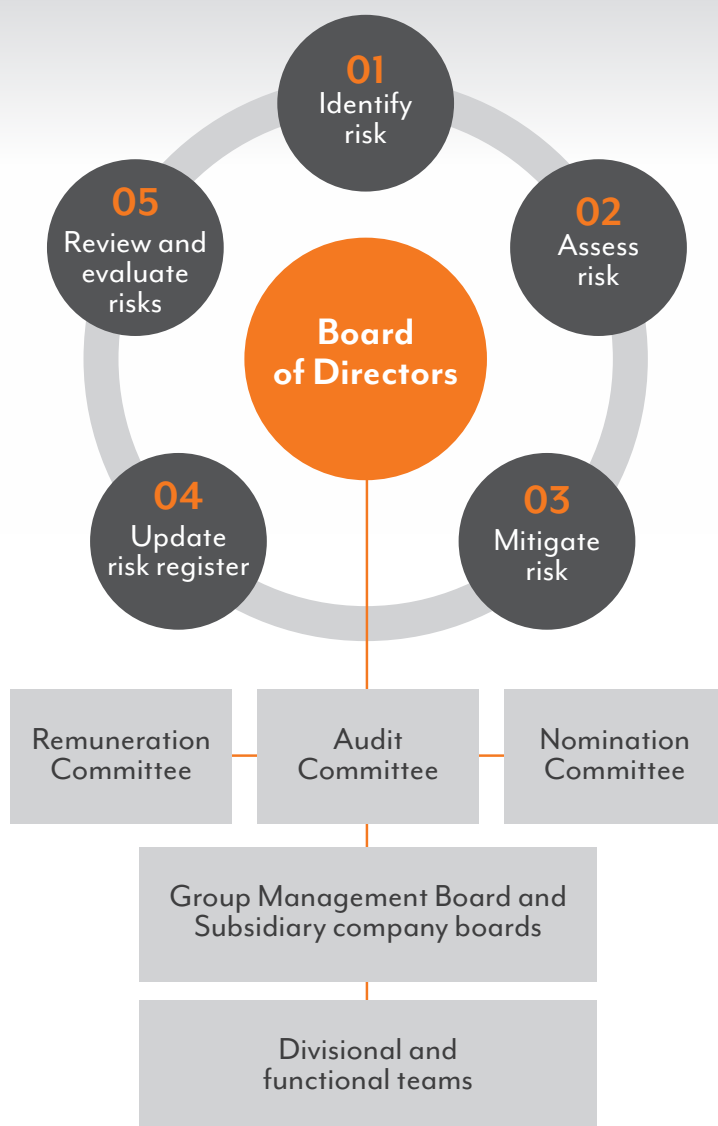 01
Identify
risk
02
Assess
risk
03
Mitigate
risk
04
Update
risk register
05
Review and
evaluate
risks
Board
of Directors
Remuneration
Committee
Audit
Committee
Nomination
Committee
Group Management Board and
Subsidiary company boards
Divisional and
functional teams